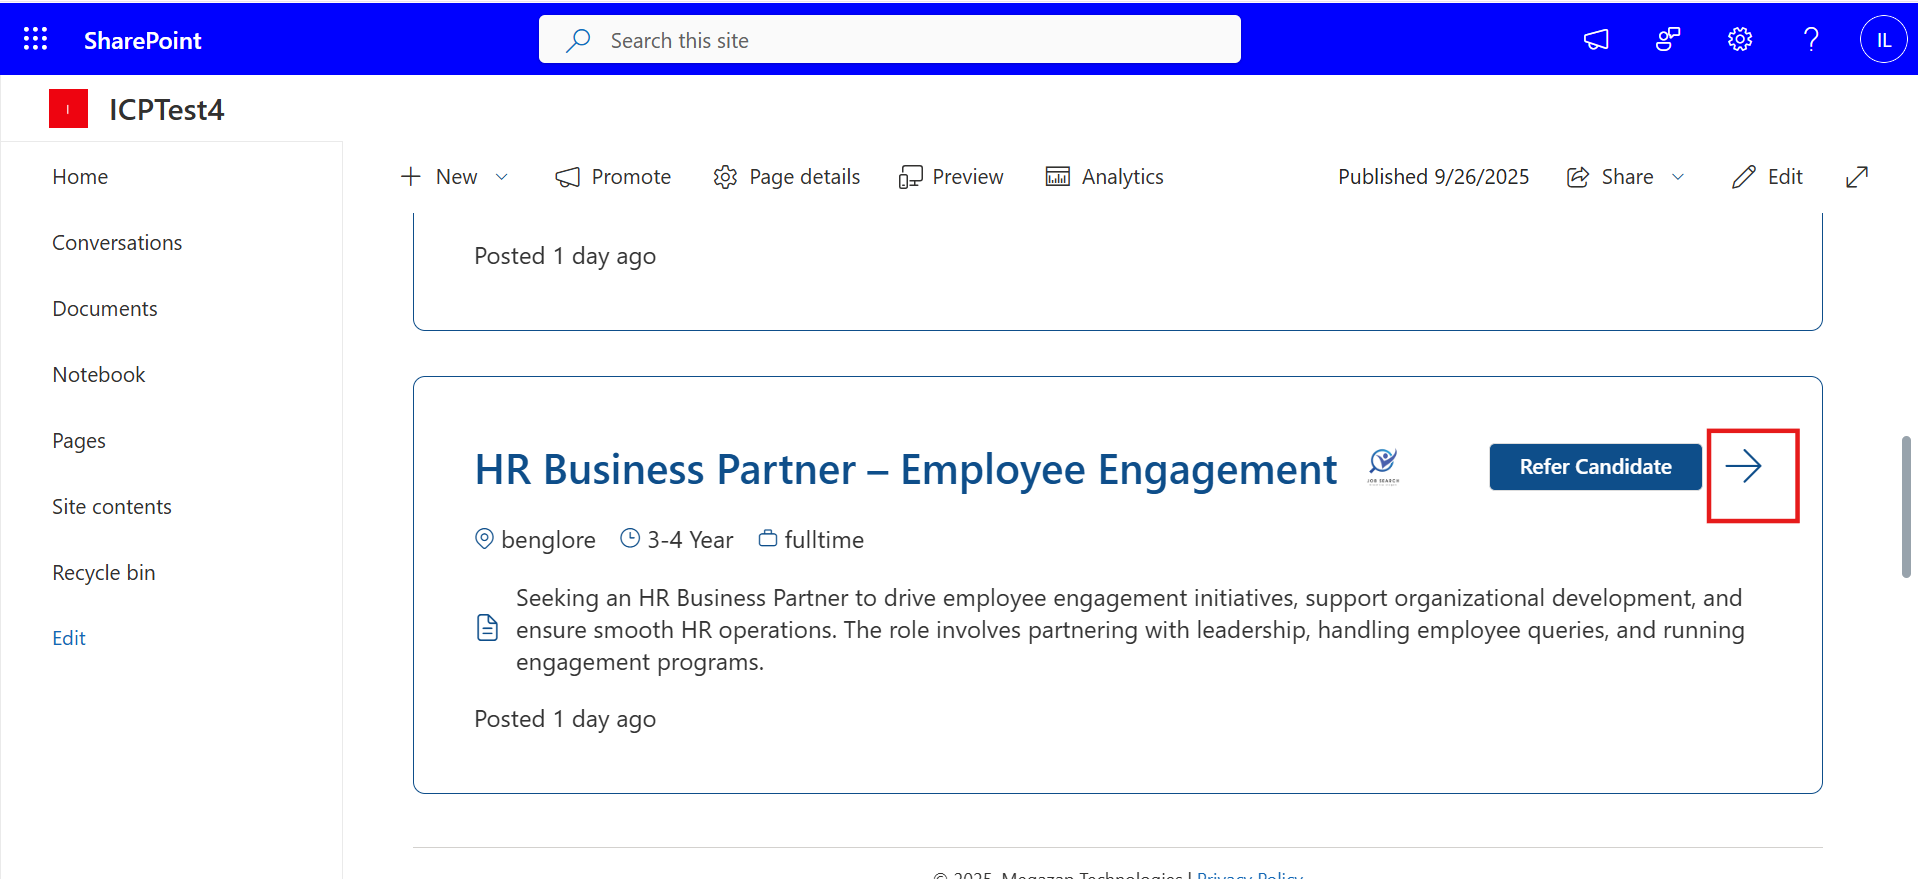 SharePoint
Search this site
IL
I
ICPTest4
Home
Conversations
Documents
Notebook
Pages
Site contents
Recycle bin
Edit
New
Promote
Page details
Preview
Analytics
Published 9/26/2025
Share
Edit
Posted 1 day ago
HR Business Partner – Employee Engagement
JOB SEARCH
Refer Candidate
benglore
3-4 Year
fulltime
Seeking an HR Business Partner to drive employee engagement initiatives, support organizational development, and
ensure smooth HR operations. The role involves partnering with leadership, handling employee queries, and running
engagement programs.
Posted 1 day ago
© 2025, Megazap Technologies | Privacy Policy